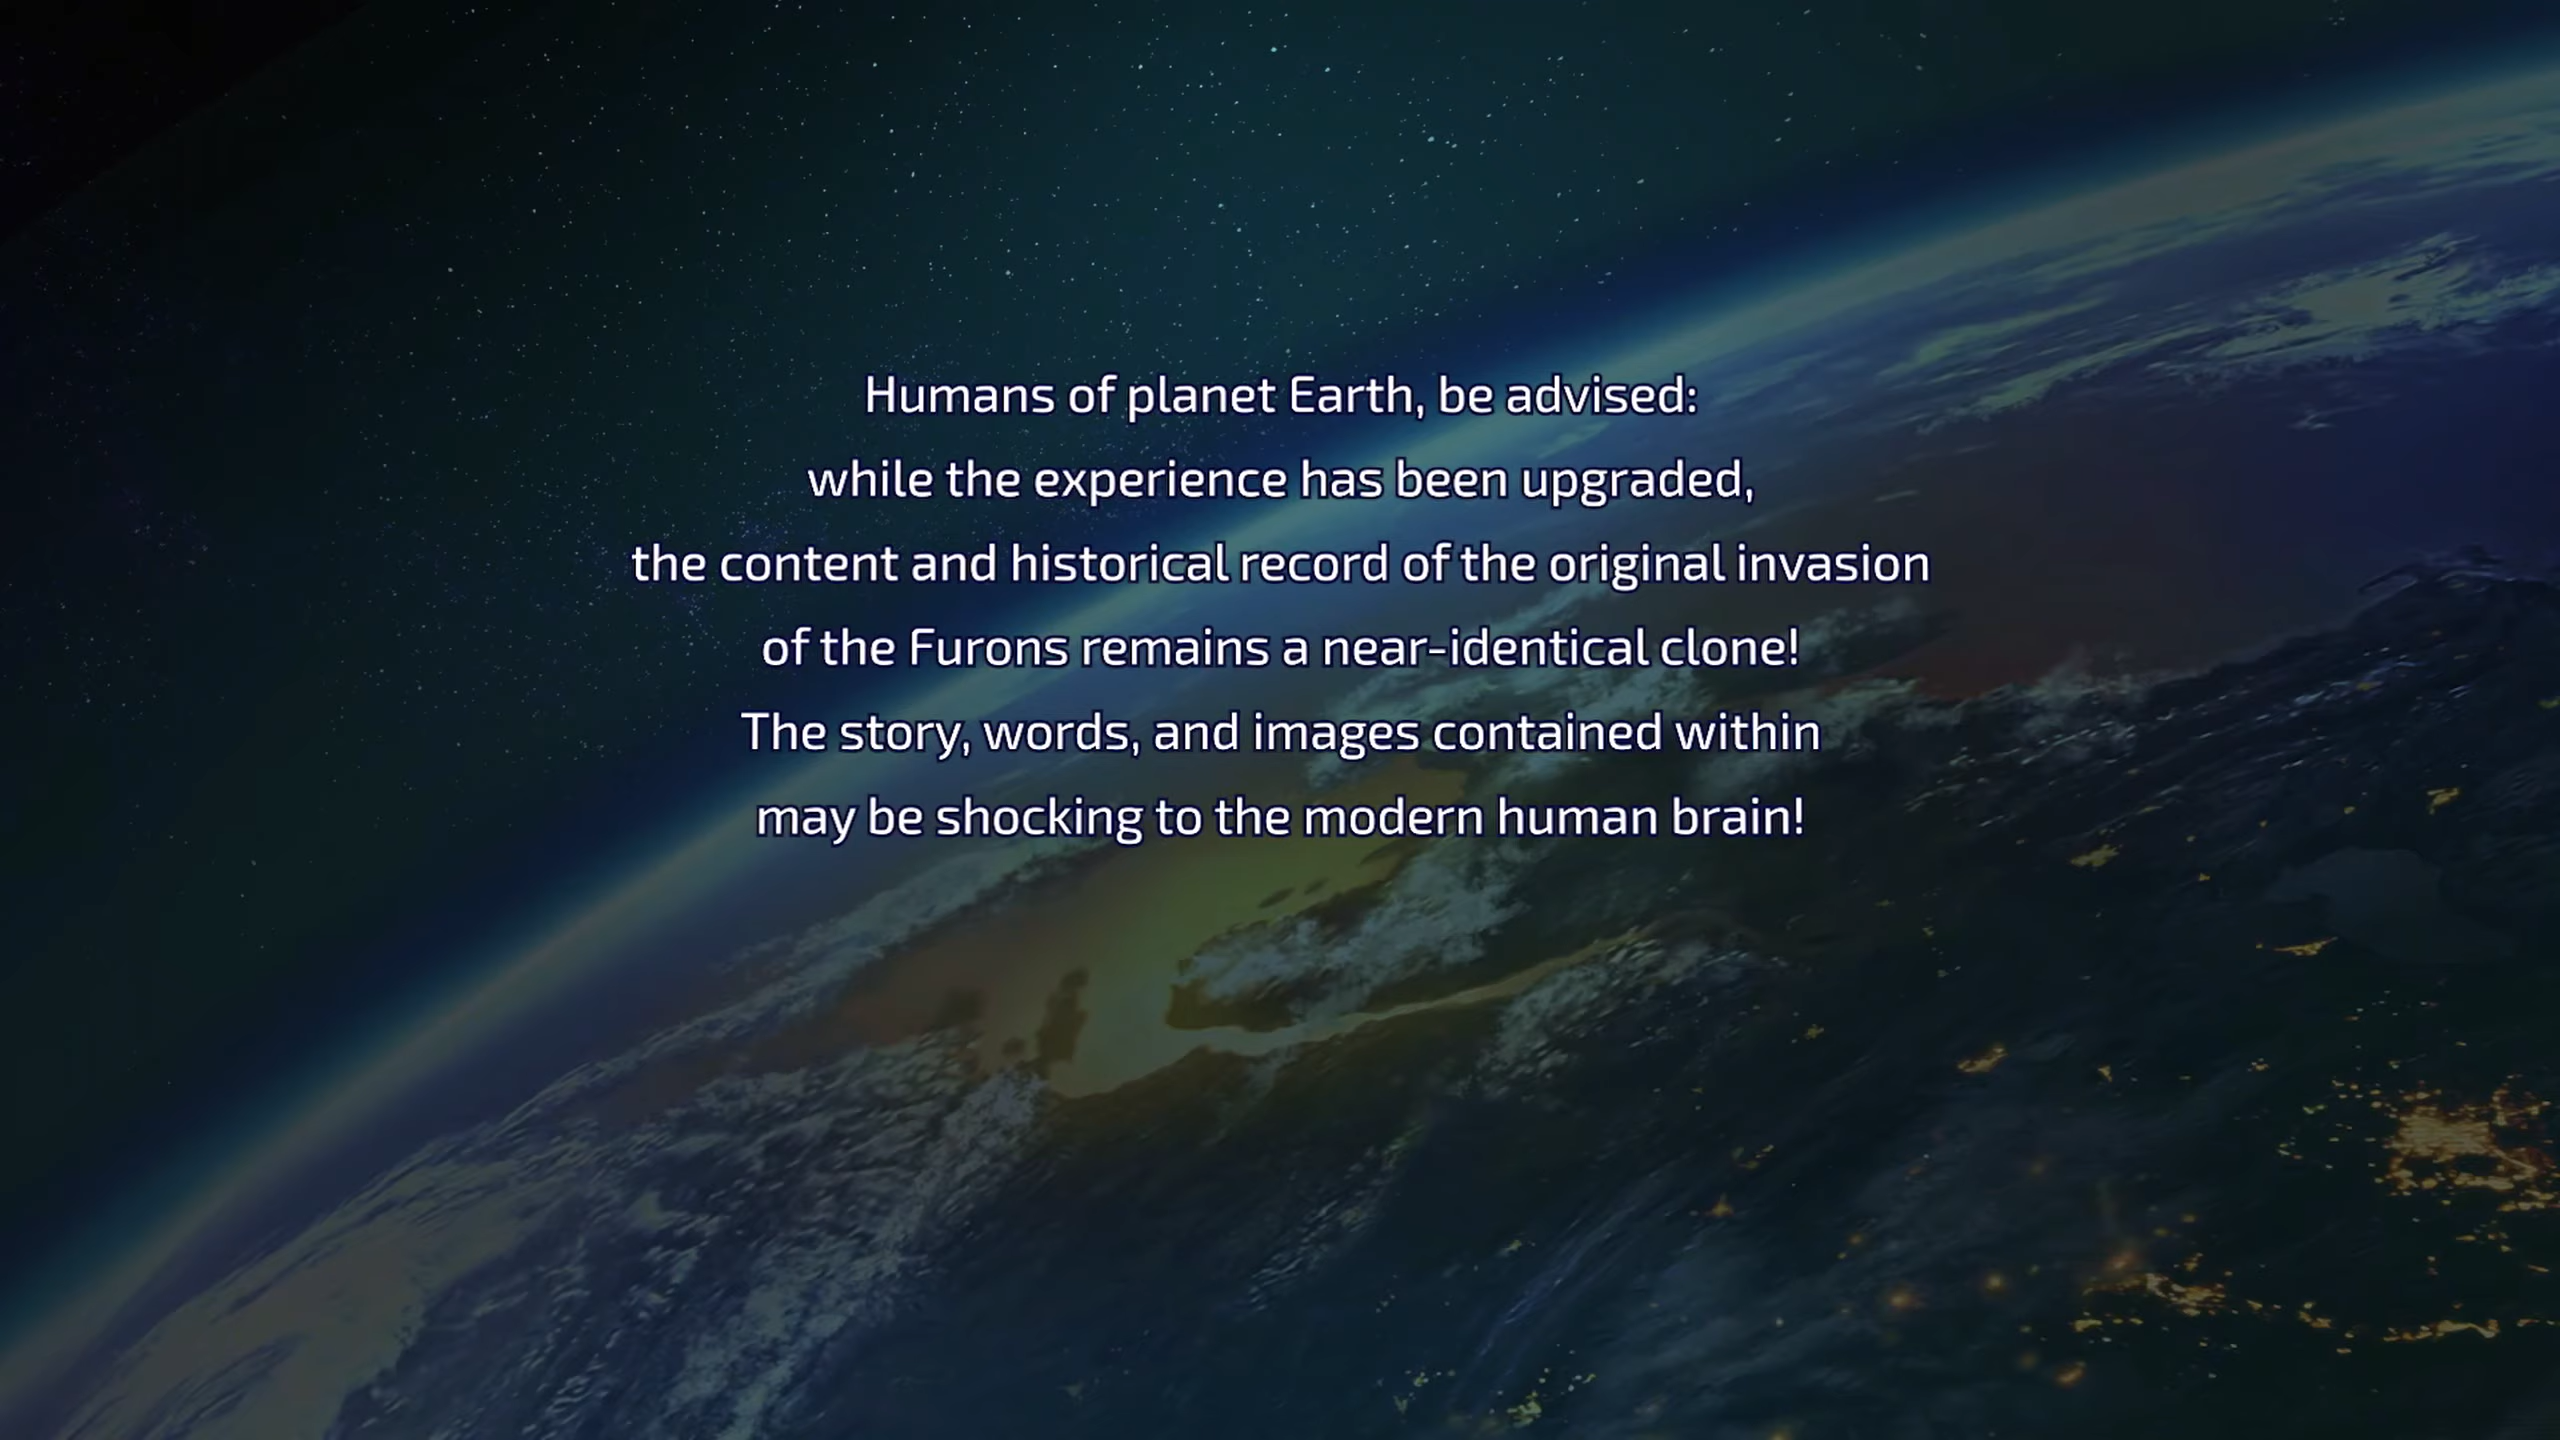 Humans of planet Earth, be advised:
while the experience has been upgraded,
the content and historical record of the original invasion
of the Furons remains a near-identical clone!
The story, words, and images contained within
may be shocking to the modern human brain!